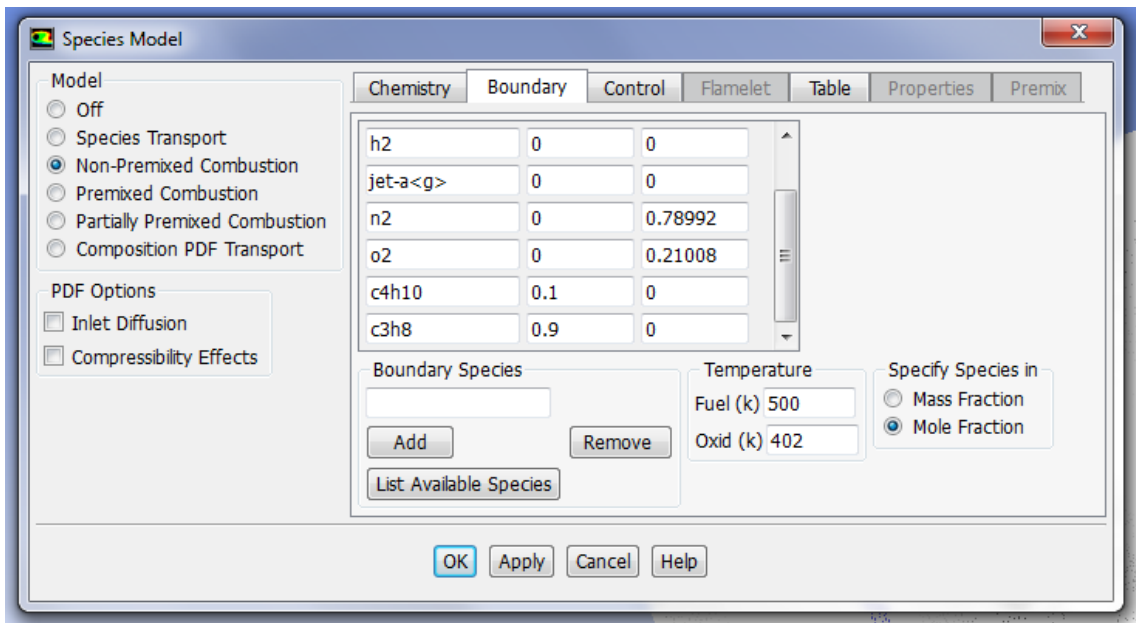 Species Model
Model
Off
Species Transport
Non-Premixed Combustion
Premixed Combustion
Partially Premixed Combustion
Composition PDF Transport
PDF Options
Inlet Diffusion
Compressibility Effects
Chemistry Boundary Control Flamelet Table Properties Premix
h2 0 0
jet-a<g> 0 0
n2 0 0.78992
o2 0 0.21008
c4h10 0.1 0
c3h8 0.9 0
Boundary Species
Add Remove
List Available Species
Temperature
Fuel (k) 500
Oxid (k) 402
Specify Species in
Mass Fraction
Mole Fraction
OK Apply Cancel Help